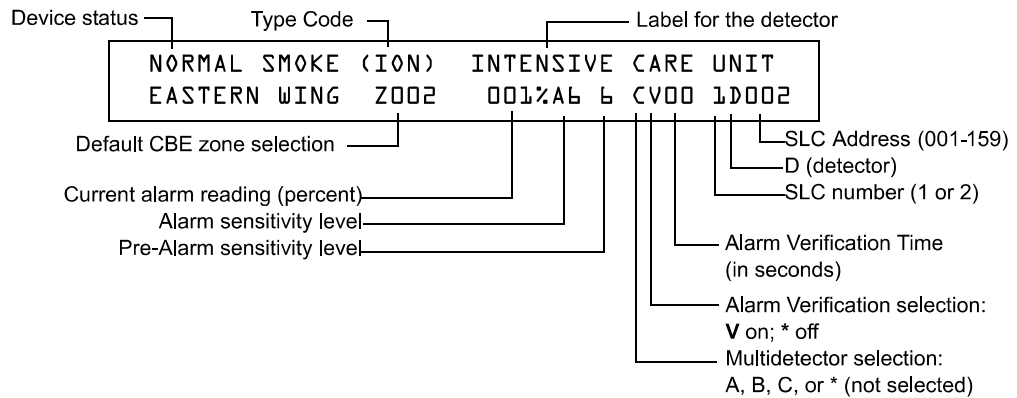 Device status
Type Code
Label for the detector
NORMAL SMOKE (ION) INTENSIVE CARE UNIT
EASTERN WING Z002 001%A6 6 CV00 1D002
Default CBE zone selection
SLC Address (001-159)
D (detector)
SLC number (1 or 2)
Current alarm reading (percent)
Alarm sensitivity level
Pre-Alarm sensitivity level
Alarm Verification Time
(in seconds)
Alarm Verification selection:
V on; * off
Multidetector selection:
A, B, C, or * (not selected)